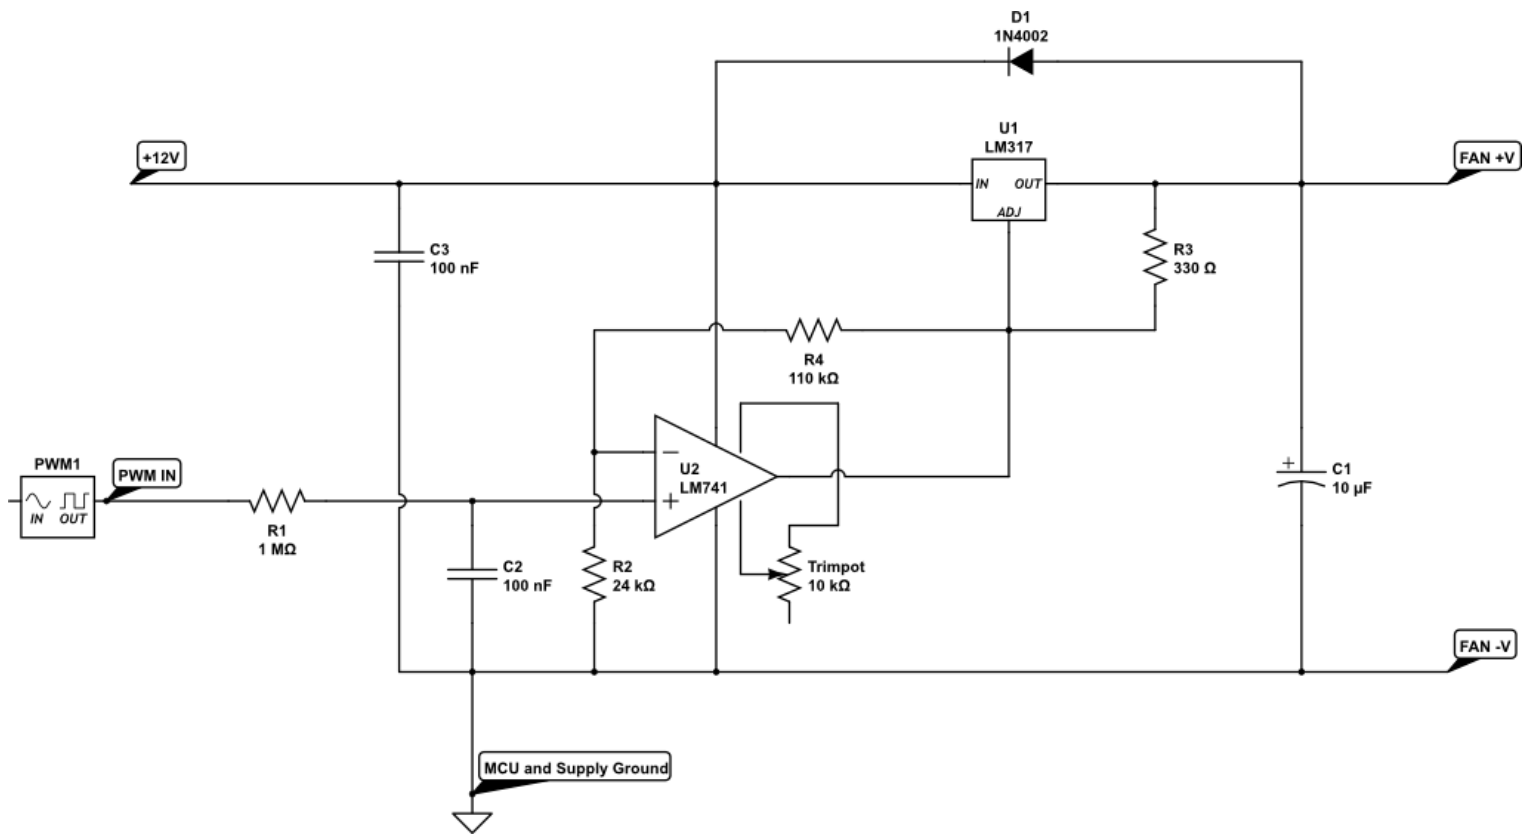 D1
1N4002
U1
LM317
+12V
FAN +V
IN OUT
ADJ
C3
100 nF
R3
330 Ω
R4
110 kΩ
PWM1
PWM IN
U2
LM741
−
+
+
C1
10 µF
IN OUT
R1
1 MΩ
C2
100 nF
R2
24 kΩ
Trimpot
10 kΩ
FAN -V
MCU and Supply Ground